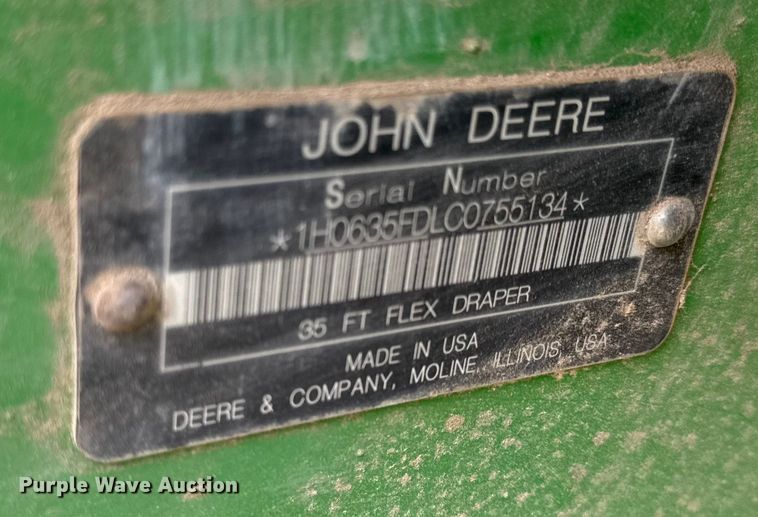 JOHN DEERE
Serial Number
*1H0635FDLC0755134*
35 FT FLEX DRAPER
MADE IN USA
DEERE & COMPANY, MOLINE, ILLINOIS, USA
Purple Wave Auction